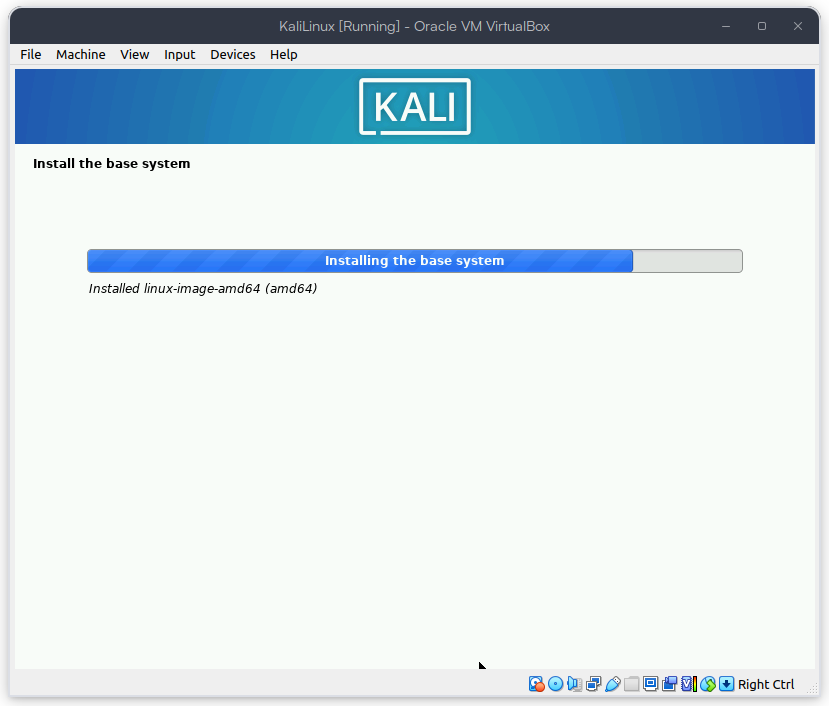 KaliLinux [Running] - Oracle VM VirtualBox
File Machine View Input Devices Help
KALI
Install the base system
Installing the base system
Installed linux-image-amd64 (amd64)
Right Ctrl